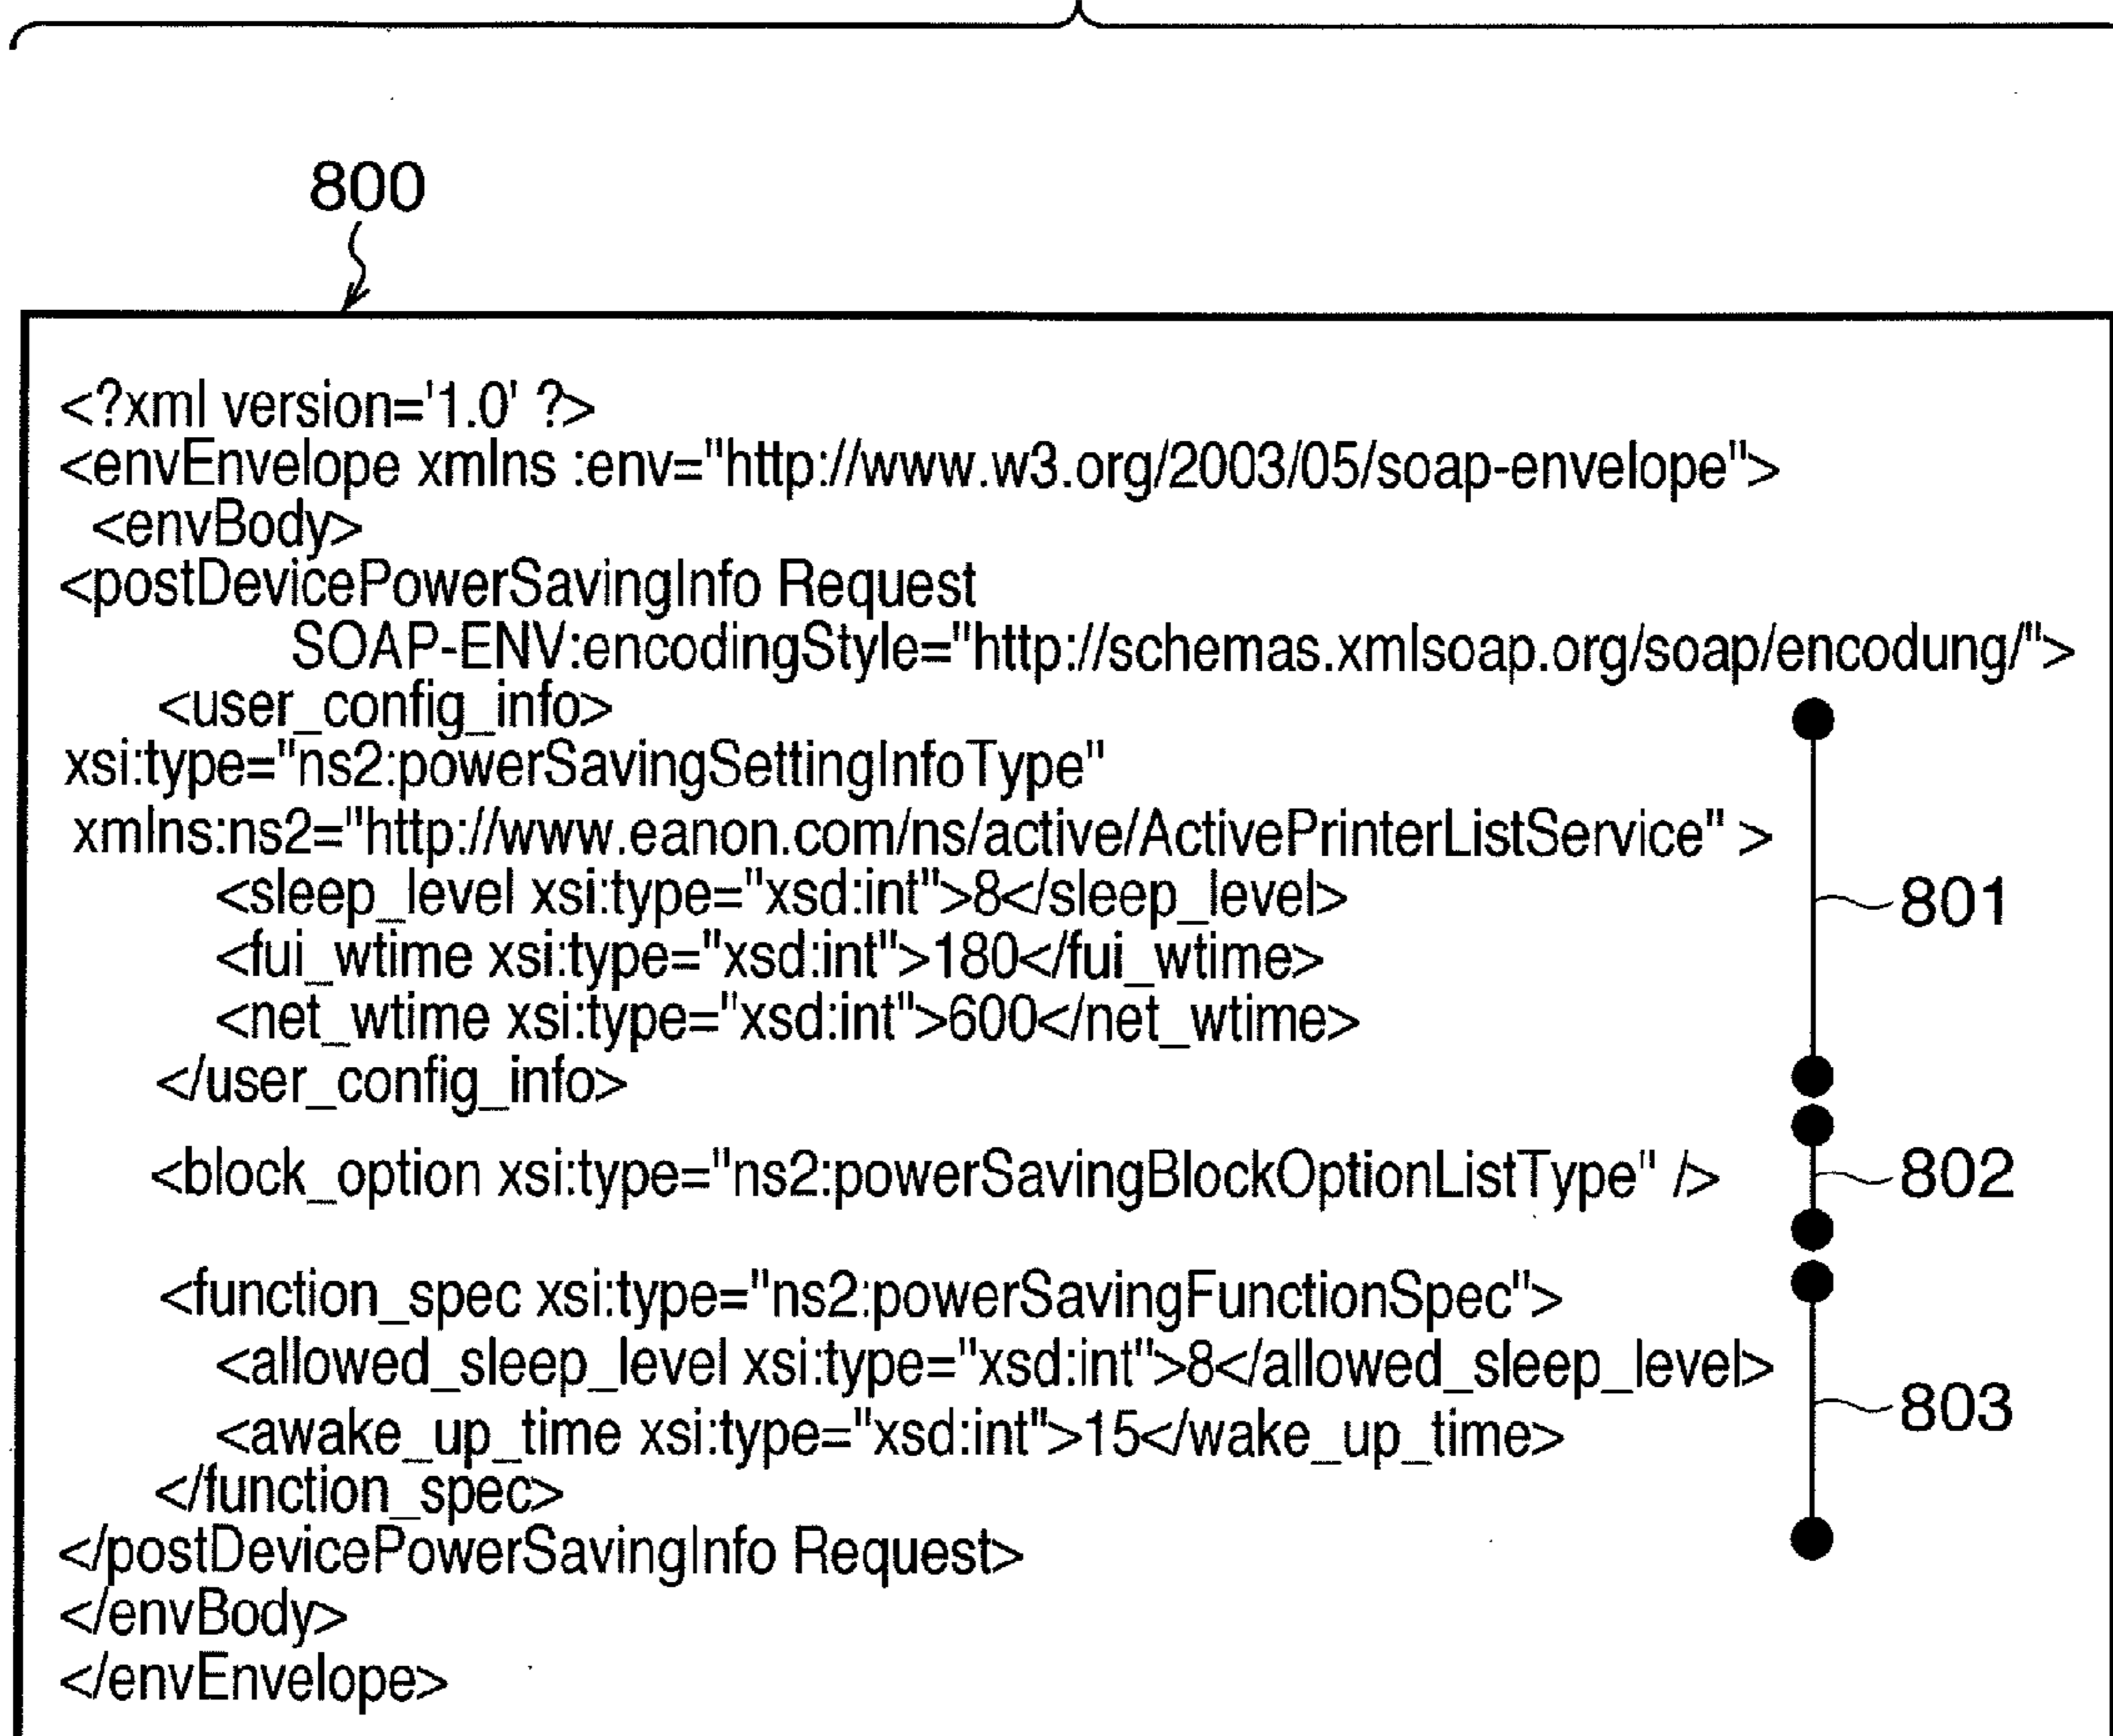 800
<?xml version='1.0' ?>
<envEnvelope xmlns :env="http://www.w3.org/2003/05/soap-envelope">
<envBody>
<postDevicePowerSavingInfo Request
SOAP-ENV:encodingStyle="http://schemas.xmlsoap.org/soap/encodung/">
<user_config_info>
xsi:type="ns2:powerSavingSettingInfoType"
xmlns:ns2="http://www.eanon.com/ns/active/ActivePrinterListService" >
<sleep_level xsi:type="xsd:int">8</sleep_level>
801
<fui_wtime xsi:type="xsd:int">180</fui_wtime>
<net_wtime xsi:type="xsd:int">600</net_wtime>
</user_config_info>
<block_option xsi:type="ns2:powerSavingBlockOptionListType" />
802
<function_spec xsi:type="ns2:powerSavingFunctionSpec">
<allowed_sleep_level xsi:type="xsd:int">8</allowed_sleep_level>
803
<awake_up_time xsi:type="xsd:int">15</wake_up_time>
</function_spec>
</postDevicePowerSavingInfo Request>
</envBody>
</envEnvelope>